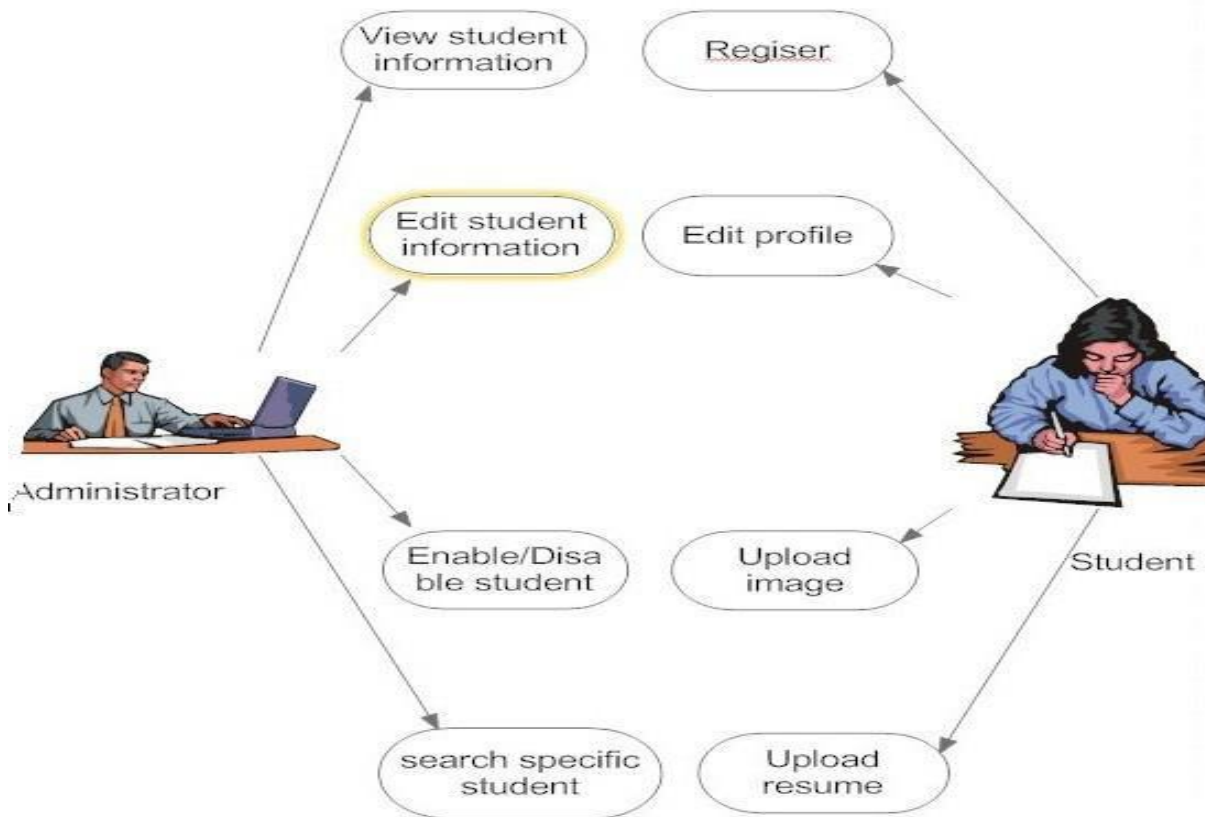 View student
information
Regiser
Edit student
information
Edit profile
Administrator
Enable/Disa
ble student
Upload
image
Student
search specific
student
Upload
resume